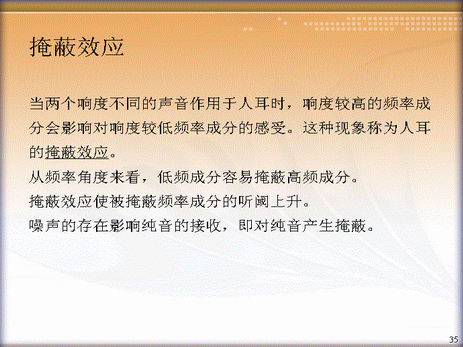 掩蔽效应
当两个响度不同的声音作用于人耳时，响度较高的频率成
分会影响对响度较低频率成分的感受。这种现象称为人耳
的掩蔽效应。
从频率角度来看，低频成分容易掩蔽高频成分。
掩蔽效应使被掩蔽频率成分的听阈上升。
噪声的存在影响纯音的接收，即对纯音产生掩蔽。
35